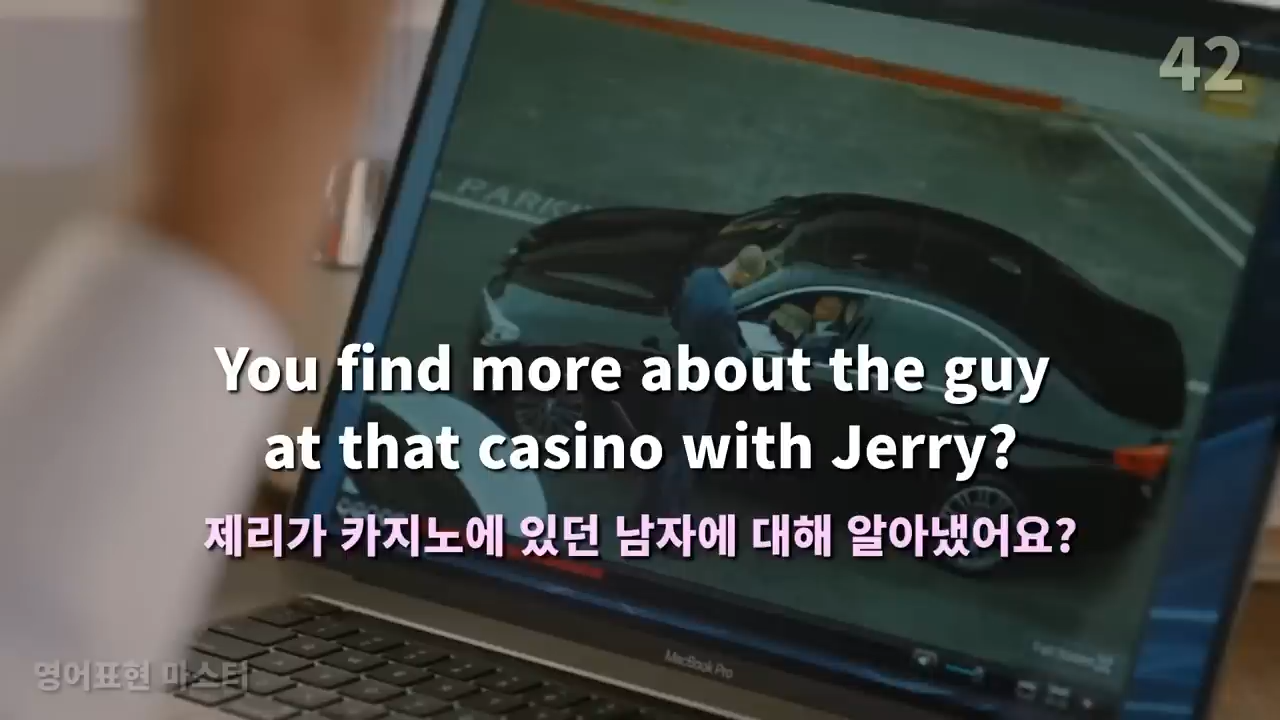 42
PARKI
You find more about the guy
at that casino with Jerry?
제리가 카지노에 있던 남자에 대해 알아냈어요?
MacBook Pro
영어표현 마스터